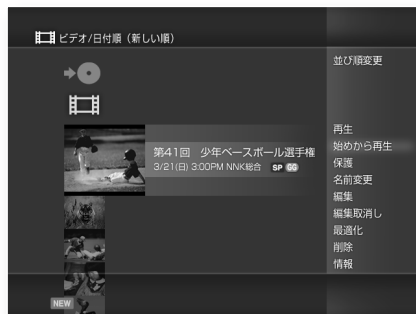 ビデオ/日付順（新しい順）
並び順変更
第41回　少年ベースボール選手権
3/21(日) 3:00PM NNK総合 SP GG
再生
始めから再生
保護
名前変更
編集
編集取消し
最適化
削除
情報
NEW